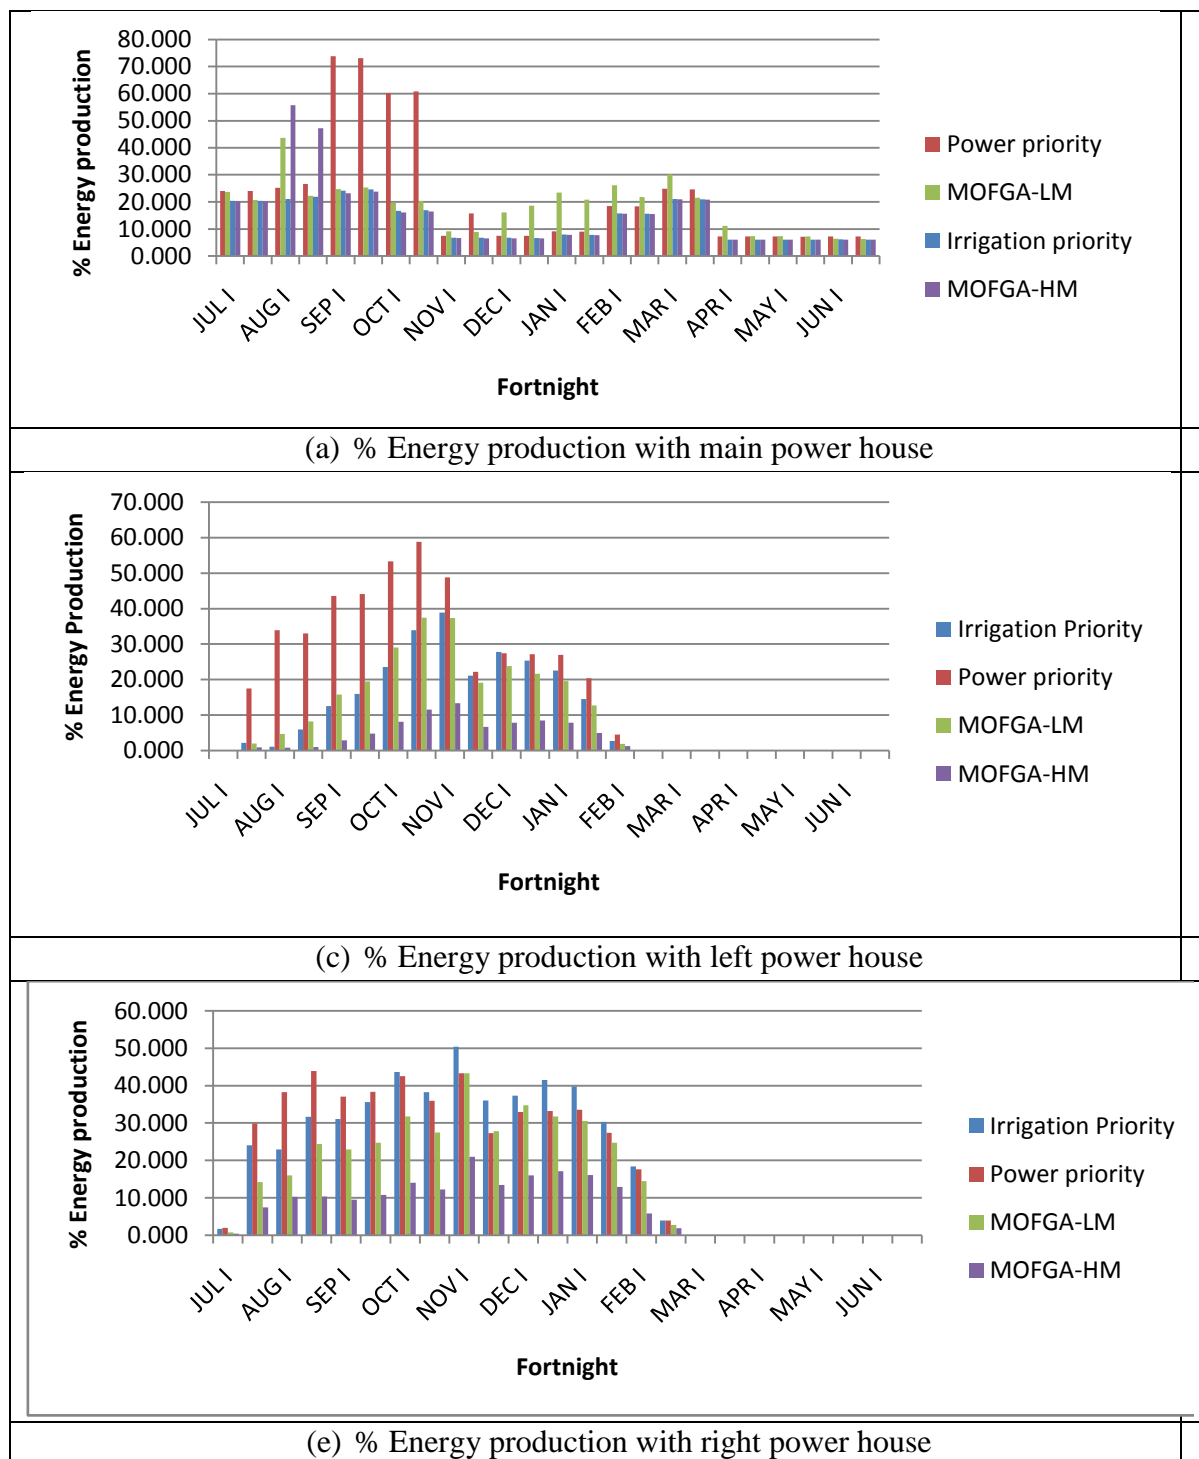 80.000
70.000
60.000
50.000
40.000
30.000
20.000
10.000
0.000
% Energy production
JUL I
AUG I
SEP I
OCT I
NOV I
DEC I
JAN I
FEB I
MAR I
APR I
MAY I
JUN I
Fortnight
Power priority
MOFGA-LM
Irrigation priority
MOFGA-HM
(a) % Energy production with main power house
70.000
60.000
50.000
40.000
30.000
20.000
10.000
0.000
% Energy Production
JUL I
AUG I
SEP I
OCT I
NOV I
DEC I
JAN I
FEB I
MAR I
APR I
MAY I
JUN I
Fortnight
Irrigation Priority
Power priority
MOFGA-LM
MOFGA-HM
(c) % Energy production with left power house
60.000
50.000
40.000
30.000
20.000
10.000
0.000
% Energy production
JUL I
AUG I
SEP I
OCT I
NOV I
DEC I
JAN I
FEB I
MAR I
APR I
MAY I
JUN I
Fortnight
Irrigation Priority
Power priority
MOFGA-LM
MOFGA-HM
(e) % Energy production with right power house